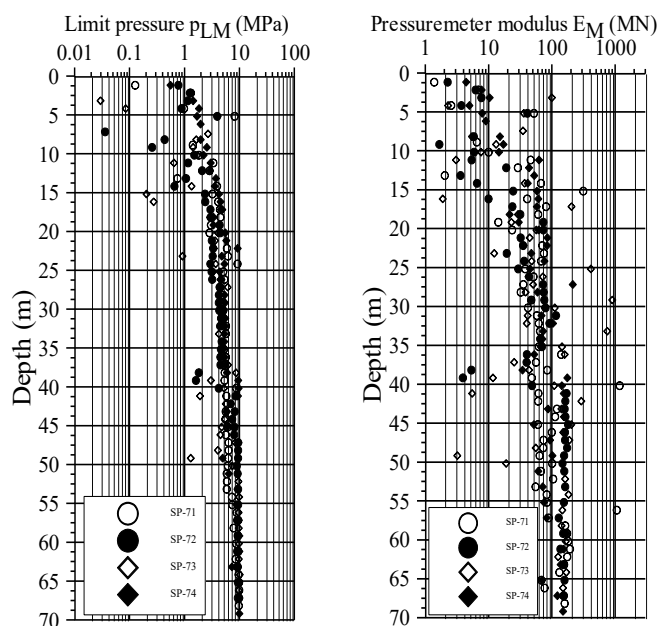 Limit pressure pLM (MPa)
0.01 0.1 1 10 100
0
5
10
15
20
25
30
35
40
45
50
55
60
65
70
Depth (m)
SP-71
SP-72
SP-73
SP-74
Pressuremeter modulus EM (MN)
1 10 100 1000
0
5
10
15
20
25
30
35
40
45
50
55
60
65
70
Depth (m)
SP-71
SP-72
SP-73
SP-74